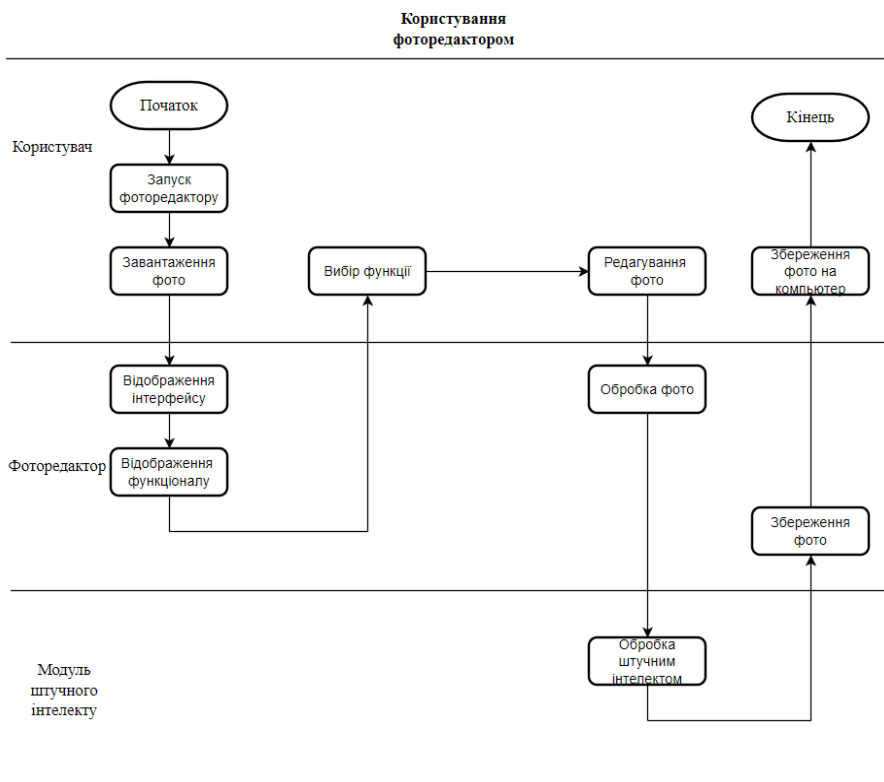 Користування
фоторедактором
Початок
Кінець
Користувач
Запуск
фоторедактору
Завантаження
фото
Вибір функції
Редагування
фото
Збереження
фото на
компьютер
Відображення
інтерфейсу
Обробка фото
Фоторедактор
Відображення
функціоналу
Збереження
фото
Обробка
штучним
інтелектом
Модуль
штучного
інтелекту